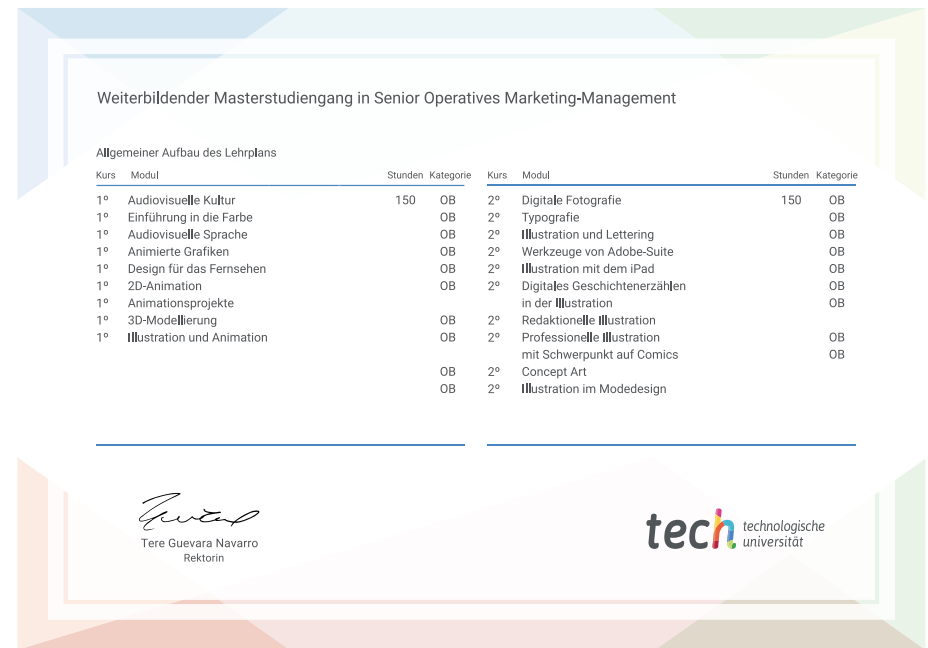 Weiterbildender Masterstudiengang in Senior Operatives Marketing-Management
Allgemeiner Aufbau des Lehrplans
Kurs Modul Stunden Kategorie
1º Audiovisuelle Kultur 150 OB
1º Einführung in die Farbe OB
1º Audiovisuelle Sprache OB
1º Animierte Grafiken OB
1º Design für das Fernsehen OB
1º 2D-Animation OB
1º Animationsprojekte
1º 3D-Modellierung OB
1º Illustration und Animation OB
OB
OB
Kurs Modul Stunden Kategorie
2º Digitale Fotografie 150 OB
2º Typografie OB
2º Illustration und Lettering OB
2º Werkzeuge von Adobe-Suite OB
2º Illustration mit dem iPad OB
2º Digitales Geschichtenerzählen OB
in der Illustration OB
2º Redaktionelle Illustration
2º Professionelle Illustration OB
mit Schwerpunkt auf Comics OB
2º Concept Art
2º Illustration im Modedesign
Tere Guevara Navarro
Rektorin
tech technologische
universität